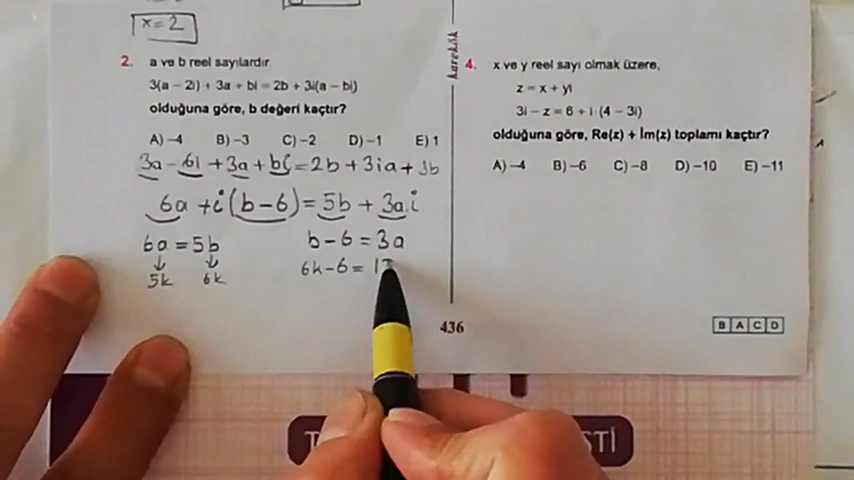 x = 2
2. a ve b reel sayılardır
3(a – 2i) + 3a + bi = 2b + 3i(a – bi)
olduğuna göre, b değeri kaçtır?
A) –4 B) –3 C) –2 D) –1 E) 1
3a – 6i + 3a + bi = 2b + 3ia + 3b
6a + i(b – 6) = 5b + 3a.i
6a = 5b
5k 6k
b – 6 = 3a
6k – 6 =
karekök
4. x ve y reel sayı olmak üzere,
z = x + yi
3i – z = 6 + i·(4 – 3i)
olduğuna göre, Re(z) + İm(z) toplamı kaçtır?
A) –4 B) –6 C) –8 D) –10 E) –11
436
B A C D